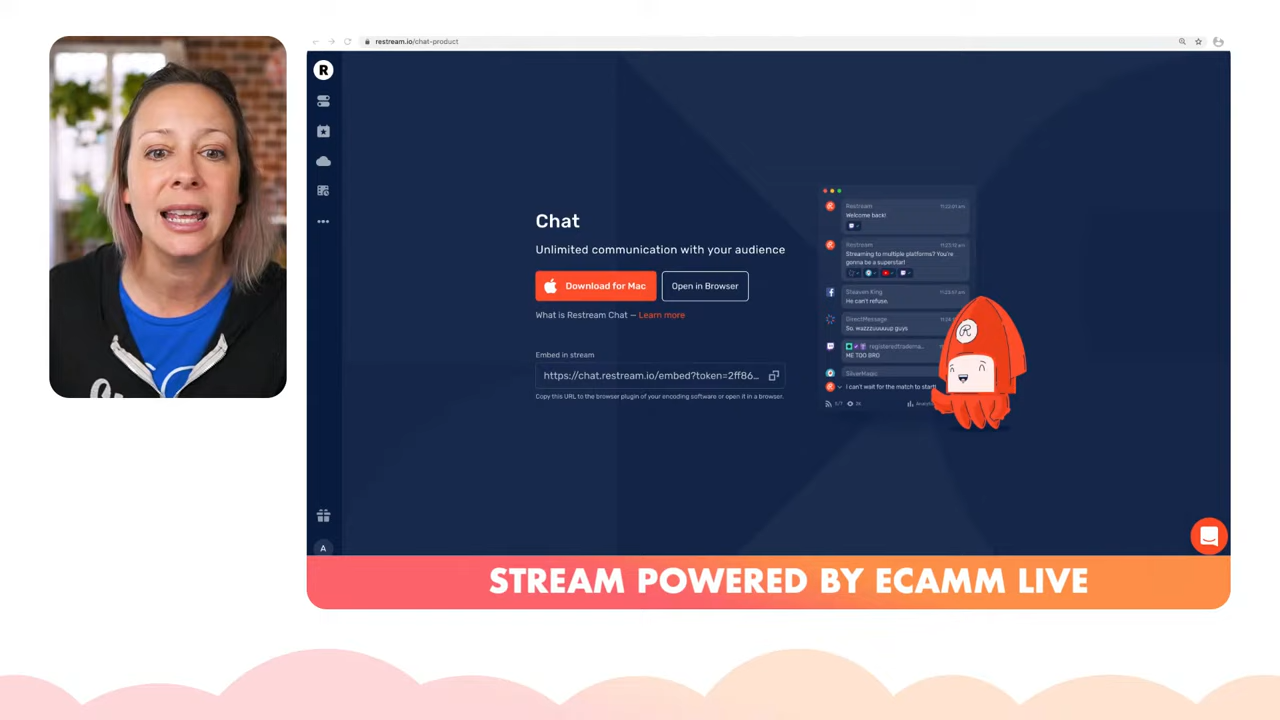 restream.io/chat-product
R
Chat
Unlimited communication with your audience
Download for Mac
Open in Browser
What is Restream Chat — Learn more
Embed in stream
https://chat.restream.io/embed?token=2ff86...
Copy this URL to the browser plugin of your encoding software or open it in a browser.
Restream
Welcome back!
Restream
Streaming to multiple platforms? You're
gonna be a superstar!
Sheaven King
He can't refuse.
DirectMessage
So, wazzzuuuuup guys
registeredtradema...
ME TOO BRO
SilverMagic
I can't wait for the match to start!
R
A
STREAM POWERED BY ECAMM LIVE